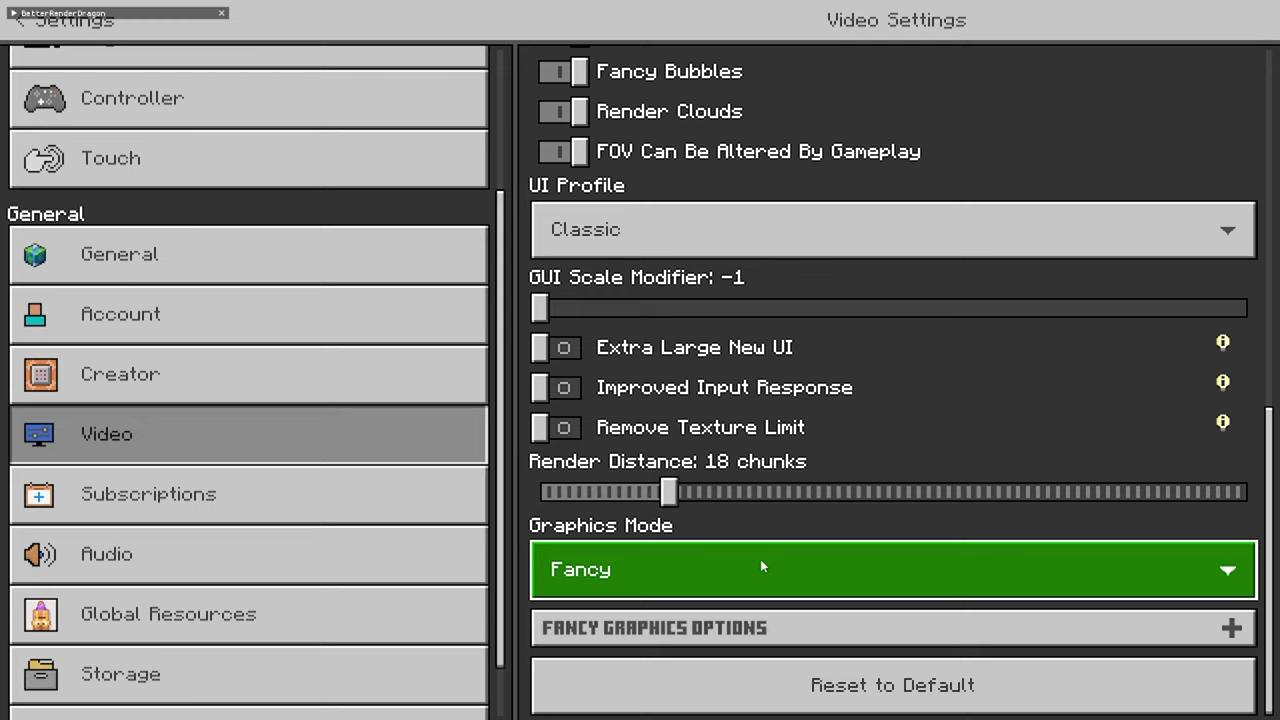 BetterRenderDragon
Settings
Video Settings
Controller
Touch
General
General
Account
Creator
Video
Subscriptions
Audio
Global Resources
Storage
Fancy Bubbles
Render Clouds
FOV Can Be Altered By Gameplay
UI Profile
Classic
GUI Scale Modifier: -1
Extra Large New UI
Improved Input Response
Remove Texture Limit
Render Distance: 18 chunks
Graphics Mode
Fancy
FANCY GRAPHICS OPTIONS
Reset to Default